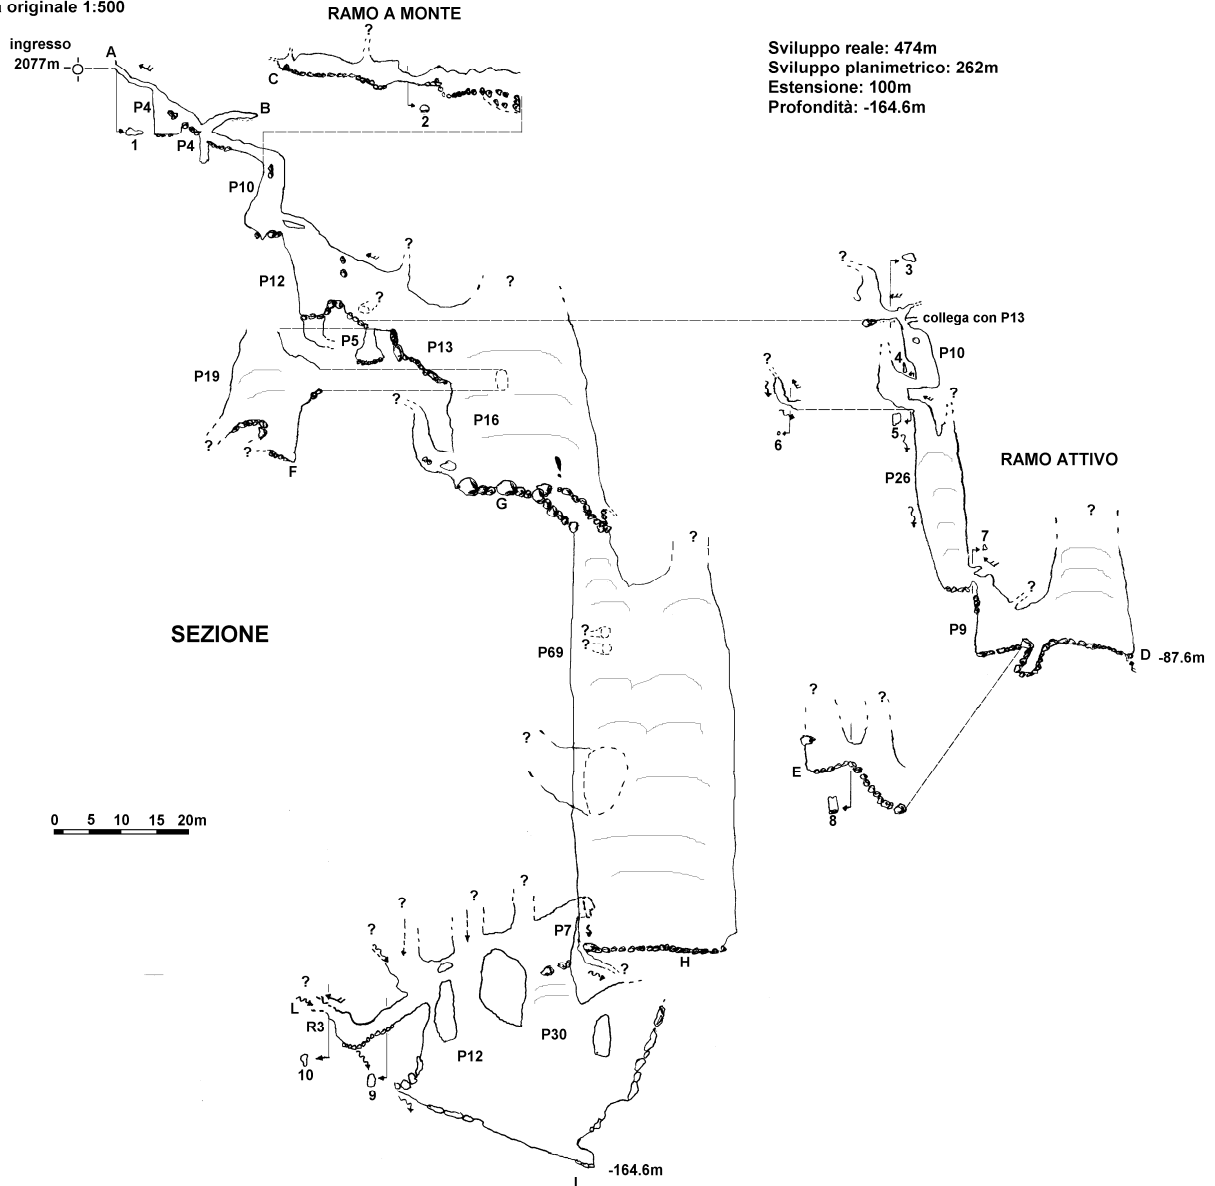 originale 1:500
RAMO A MONTE
ingresso
2077m
A
?
C
2
P4
B
1
P4
P10
Sviluppo reale: 474m
Sviluppo planimetrico: 262m
Estensione: 100m
Profondità: -164.6m
?
?
P12
?
P5
P13
P19
?
P16
?
?
F
!
G
?
3
collega con P13
P10
4
?
?
5
6
P26
RAMO ATTIVO
?
7
?
P9
D -87.6m
?
?
E
8
SEZIONE
?
?
?
P69
?
0 5 10 15 20m
?
?
?
?
P7
H
?
?
L
R3
P30
P12
10
9
-164.6m
I